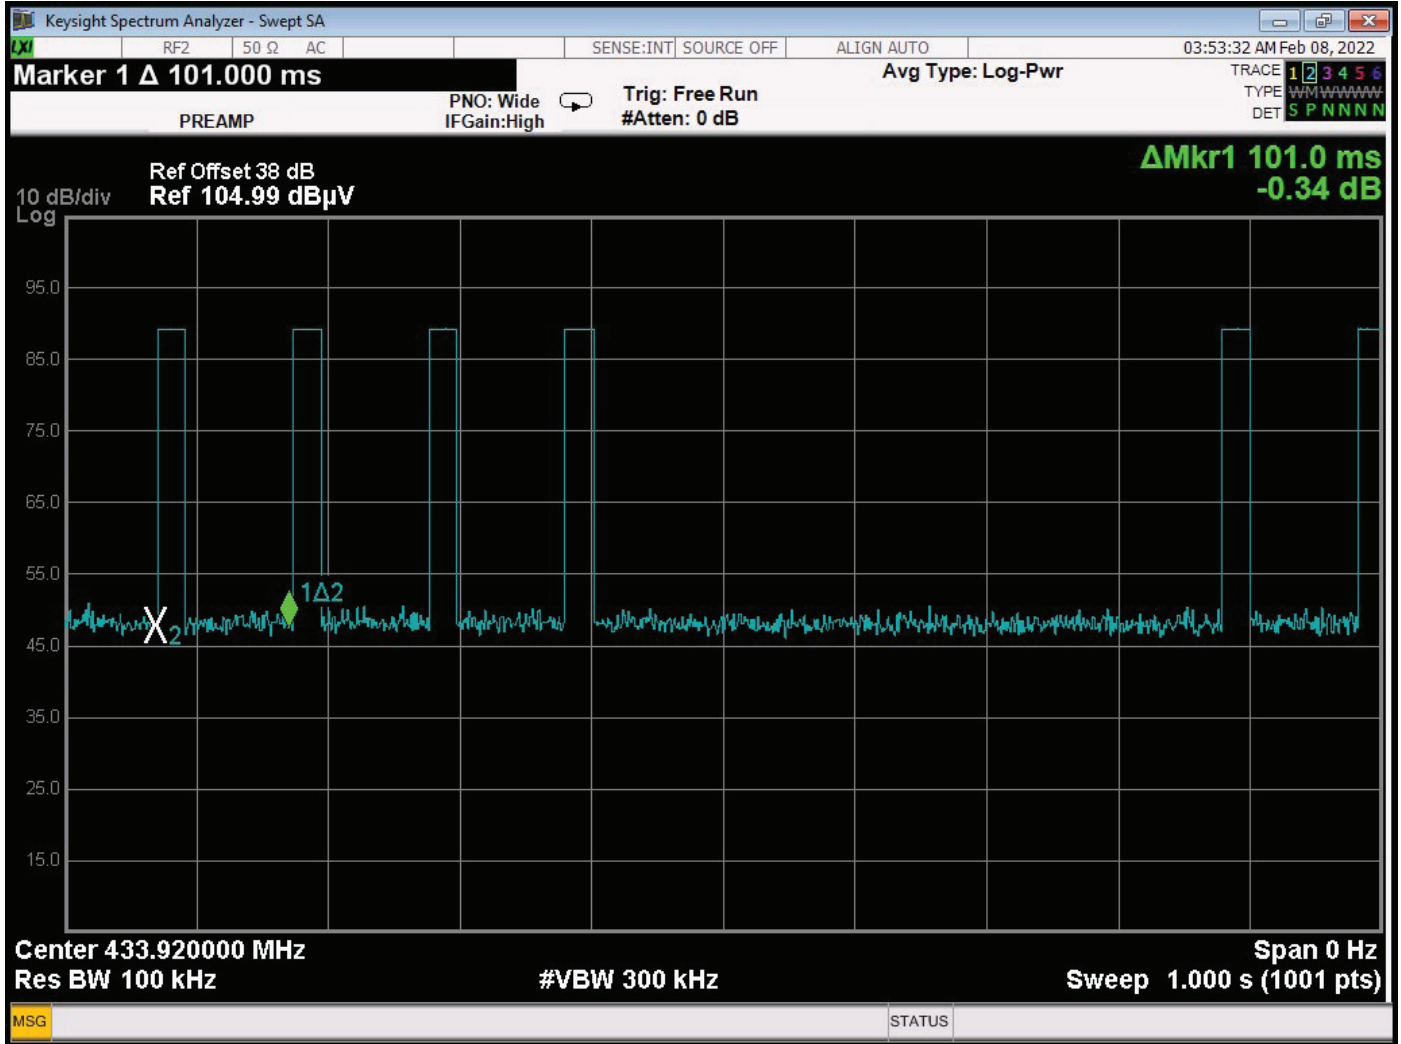 Keysight Spectrum Analyzer - Swept SA
LXI RF2 50 Ω AC SENSE:INT SOURCE OFF ALIGN AUTO 03:53:32 AM Feb 08, 2022
Marker 1 Δ 101.000 ms
PREAMP
PNO: Wide
IFGain:High
Trig: Free Run
#Atten: 0 dB
Avg Type: Log-Pwr
TRACE 1 2 3 4 5 6
TYPE WMWWWW
DET S P N N N N
ΔMkr1 101.0 ms
-0.34 dB
Ref Offset 38 dB
10 dB/div Ref 104.99 dBµV
Log
95.0
85.0
75.0
65.0
55.0
1Δ2
X2
45.0
35.0
25.0
15.0
Center 433.920000 MHz Span 0 Hz
Res BW 100 kHz #VBW 300 kHz Sweep 1.000 s (1001 pts)
MSG STATUS